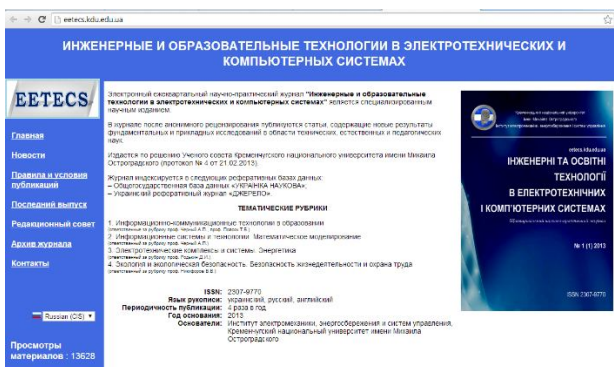 eetecs.kdu.edu.ua
ИНЖЕНЕРНЫЕ И ОБРАЗОВАТЕЛЬНЫЕ ТЕХНОЛОГИИ В ЭЛЕКТРОТЕХНИЧЕСКИХ И
КОМПЬЮТЕРНЫХ СИСТЕМАХ
EETECS
Главная
Новости
Правила и условия
публикаций
Последний выпуск
Редакционный совет
Архив журнала
Контакты
Russian (CIS)
Просмотры
материалов : 13628
Электронный ежеквартальный научно-практический журнал "Инженерные и образовательные
технологии в электротехнических и компьютерных системах" является специализированным
научным изданием.
В журнале после анонимного рецензирования публикуются статьи, содержащие новые результаты
фундаментальных и прикладных исследований в области технических, естественных и педагогических
наук.
Издается по решению Ученого совета Кременчугского национального университета имени Михаила
Остроградского (протокол № 4 от 21.02.2013).
Журнал индексируется в следующих реферативных базах данных:
– Общегосударственная база данных «УКРАЇНІКА НАУКОВА»;
– Украинский реферативный журнал «ДЖЕРЕЛО».
ТЕМАТИЧЕСКИЕ РУБРИКИ
1. Информационно-коммуникационные технологии в образовании
2. Информационные системы и технологии. Математическое моделирование
3. Электротехнические комплексы и системы. Энергетика
4. Экология и экологическая безопасность. Безопасность жизнедеятельности и охрана труда
ISSN: 2307-9770
Язык рукописи: украинский, русский, английский
Периодичность публикации: 4 раза в год
Год основания: 2013
Основатели: Институт электромеханики, энергосбережения и систем управления,
Кременчугский национальный университет имени Михаила
Остроградского
eetecs.kdu.edu.ua
ІНЖЕНЕРНІ ТА ОСВІТНІ
ТЕХНОЛОГІЇ
В ЕЛЕКТРОТЕХНІЧНИХ
І КОМП'ЮТЕРНИХ СИСТЕМАХ
№ 1 (1) 2013
ISSN 2307-9770